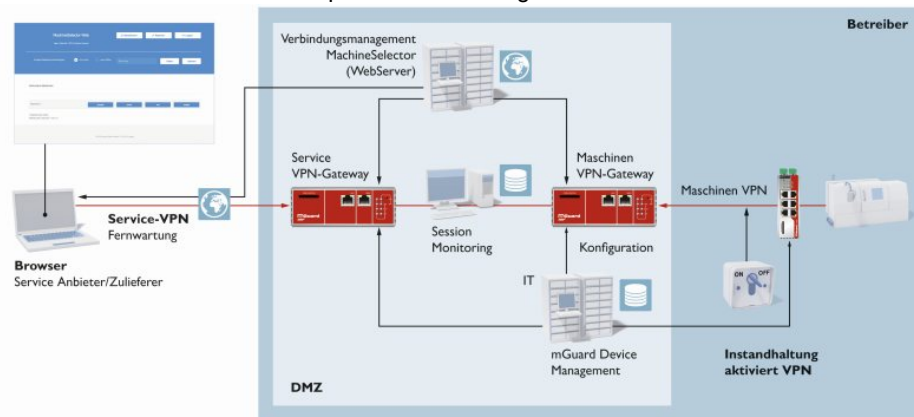 Betreiber
Verbindungsmanagement
MachineSelector
(WebServer)
Service
VPN-Gateway
Maschinen
VPN-Gateway
Maschinen VPN
Service-VPN
Fernwartung
Session
Monitoring
Konfiguration
ON OFF
Browser
Service Anbieter/Zulieferer
IT
mGuard Device
Management
Instandhaltung
aktiviert VPN
DMZ